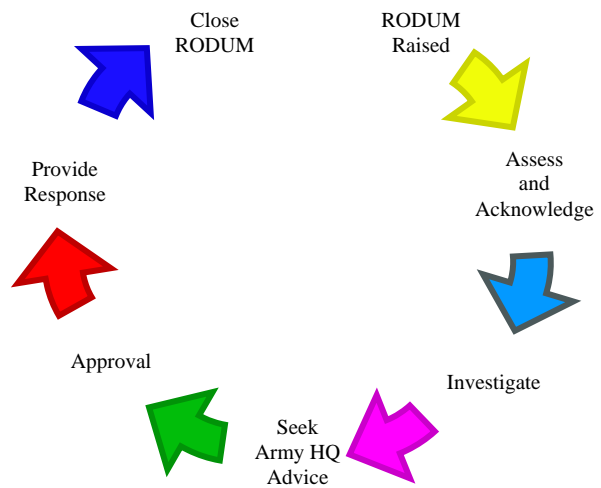 RODUM
Raised
Assess
and
Acknowledge
Investigate
Seek
Army HQ
Advice
Approval
Provide
Response
Close
RODUM